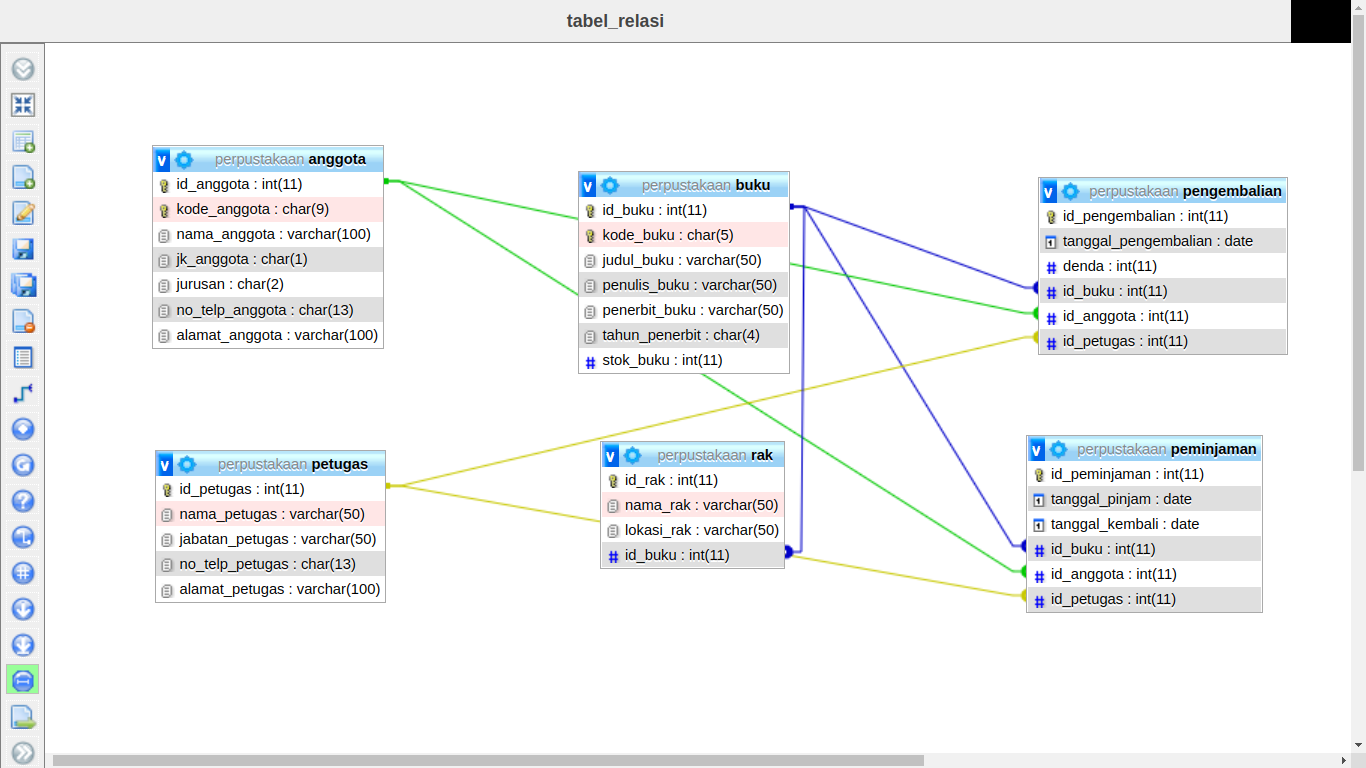 tabel_relasi
v perpustakaan anggota
id_anggota : int(11)
kode_anggota : char(9)
nama_anggota : varchar(100)
jk_anggota : char(1)
jurusan : char(2)
no_telp_anggota : char(13)
alamat_anggota : varchar(100)
v perpustakaan buku
id_buku : int(11)
kode_buku : char(5)
judul_buku : varchar(50)
penulis_buku : varchar(50)
penerbit_buku : varchar(50)
tahun_penerbit : char(4)
# stok_buku : int(11)
v perpustakaan pengembalian
id_pengembalian : int(11)
tanggal_pengembalian : date
# denda : int(11)
# id_buku : int(11)
# id_anggota : int(11)
# id_petugas : int(11)
v perpustakaan petugas
id_petugas : int(11)
nama_petugas : varchar(50)
jabatan_petugas : varchar(50)
no_telp_petugas : char(13)
alamat_petugas : varchar(100)
v perpustakaan rak
id_rak : int(11)
nama_rak : varchar(50)
lokasi_rak : varchar(50)
# id_buku : int(11)
v perpustakaan peminjaman
id_peminjaman : int(11)
tanggal_pinjam : date
tanggal_kembali : date
# id_buku : int(11)
# id_anggota : int(11)
# id_petugas : int(11)